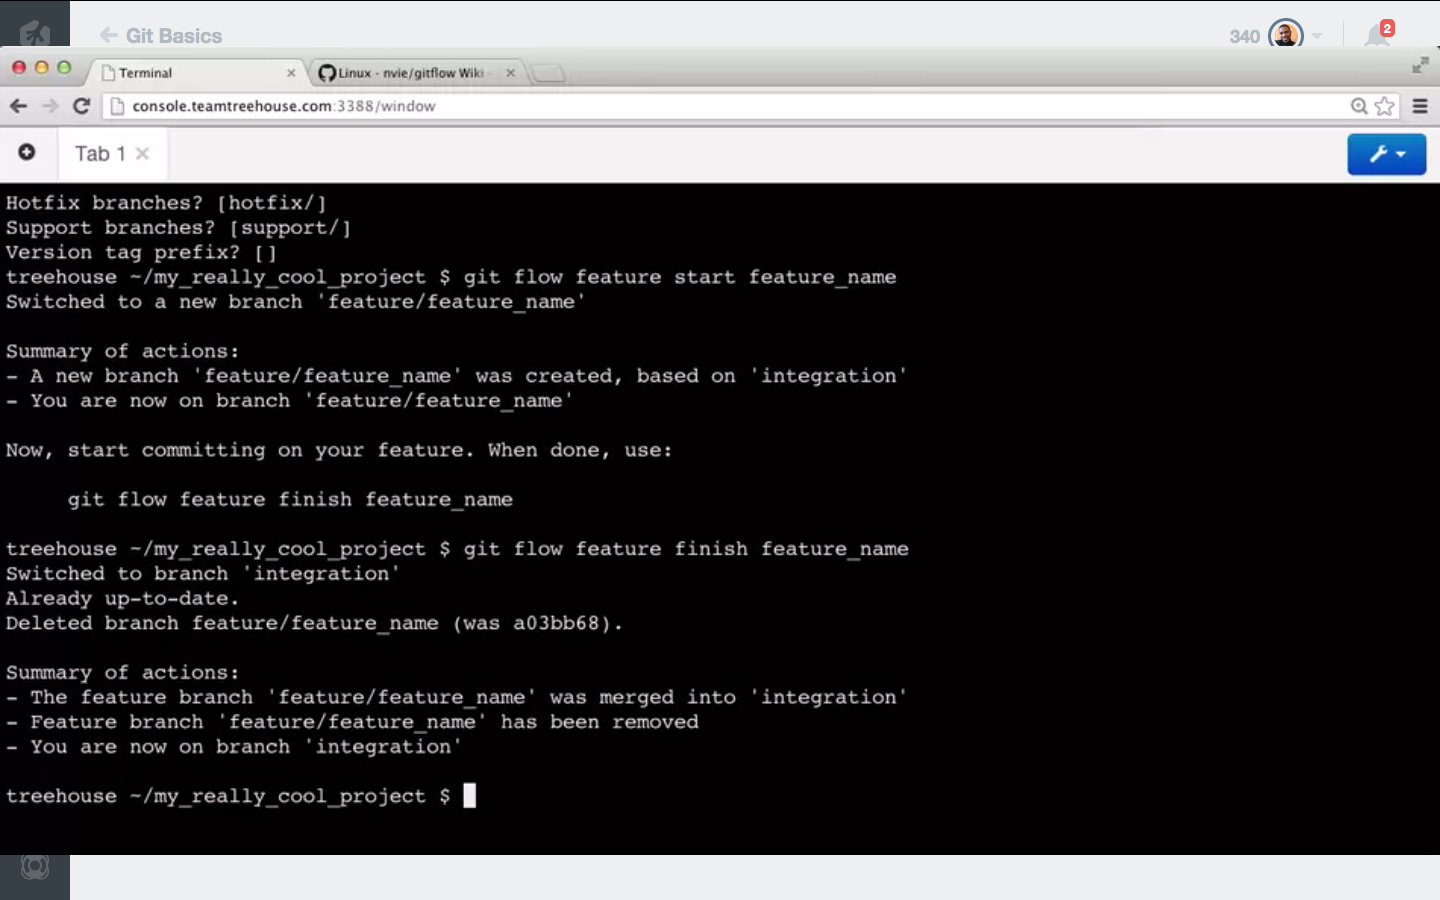 Git Basics
340
2
Terminal
Linux · nvie/gitflow Wiki ·
console.teamtreehouse.com:3388/window
Tab 1
Hotfix branches? [hotfix/]
Support branches? [support/]
Version tag prefix? []
treehouse ~/my_really_cool_project $ git flow feature start feature_name
Switched to a new branch 'feature/feature_name'
Summary of actions:
- A new branch 'feature/feature_name' was created, based on 'integration'
- You are now on branch 'feature/feature_name'
Now, start committing on your feature. When done, use:
git flow feature finish feature_name
treehouse ~/my_really_cool_project $ git flow feature finish feature_name
Switched to branch 'integration'
Already up-to-date.
Deleted branch feature/feature_name (was a03bb68).
Summary of actions:
- The feature branch 'feature/feature_name' was merged into 'integration'
- Feature branch 'feature/feature_name' has been removed
- You are now on branch 'integration'
treehouse ~/my_really_cool_project $